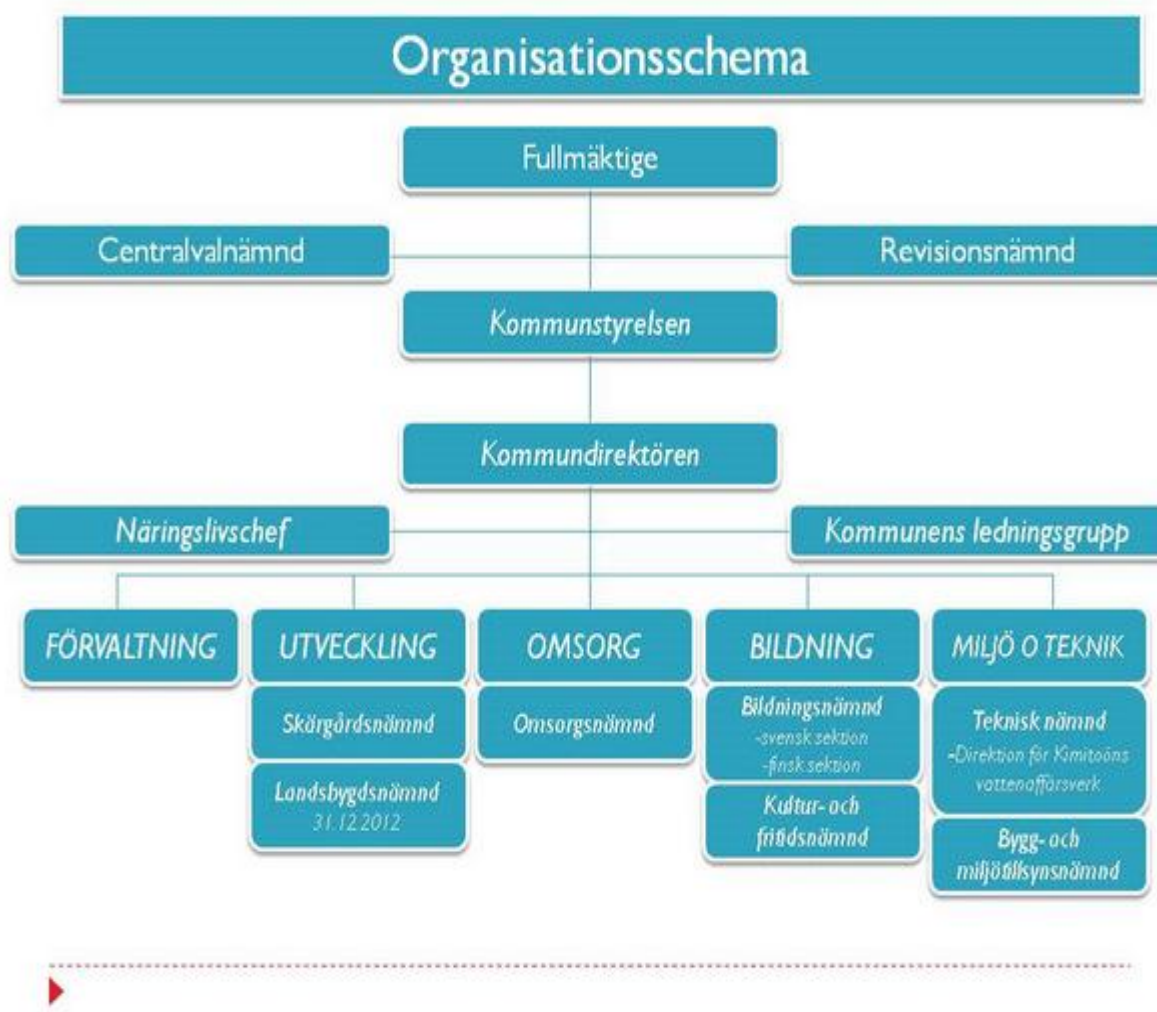 Organisationsschema
Fullmäktige
Centralvalnämnd
Revisionsnämnd
Kommunstyrelsen
Kommundirektören
Näringslivschef
Kommunens ledningsgrupp
FÖRVALTNING
UTVECKLING
Skärgårdsnämnd
Landsbygdsnämnd
31.12.2012
OMSORG
Omsorgsnämnd
BILDNING
Bildningsnämnd
-svensk sektion
-finsk sektion
Kultur- och
fritidsnämnd
MILJÖ O TEKNIK
Teknisk nämnd
-Direktion för Kimitoöns
vattenaffärsverk
Bygg- och
miljötillsynsnämnd